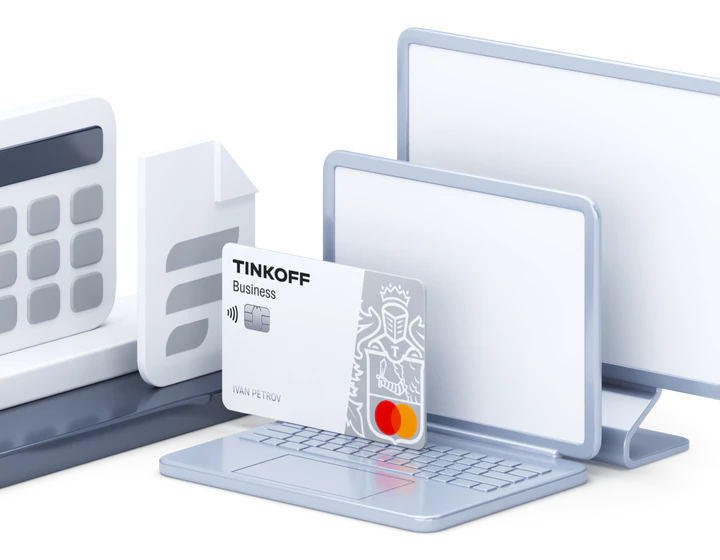 TINKOFF
Business
IVAN PETROV
T